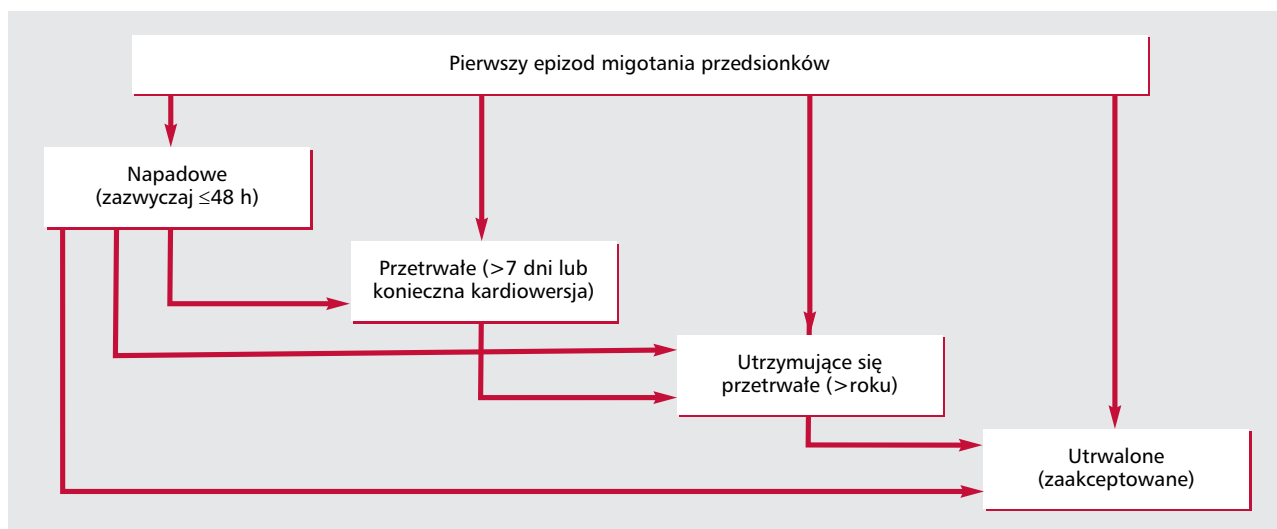 Pierwszy epizod migotania przedsionków
Napadowe
(zazwyczaj ≤48 h)
Przetrwałe (>7 dni lub
konieczna kardiowersja)
Utrzymujące się
przetrwałe (>roku)
Utrwalone
(zaakceptowane)